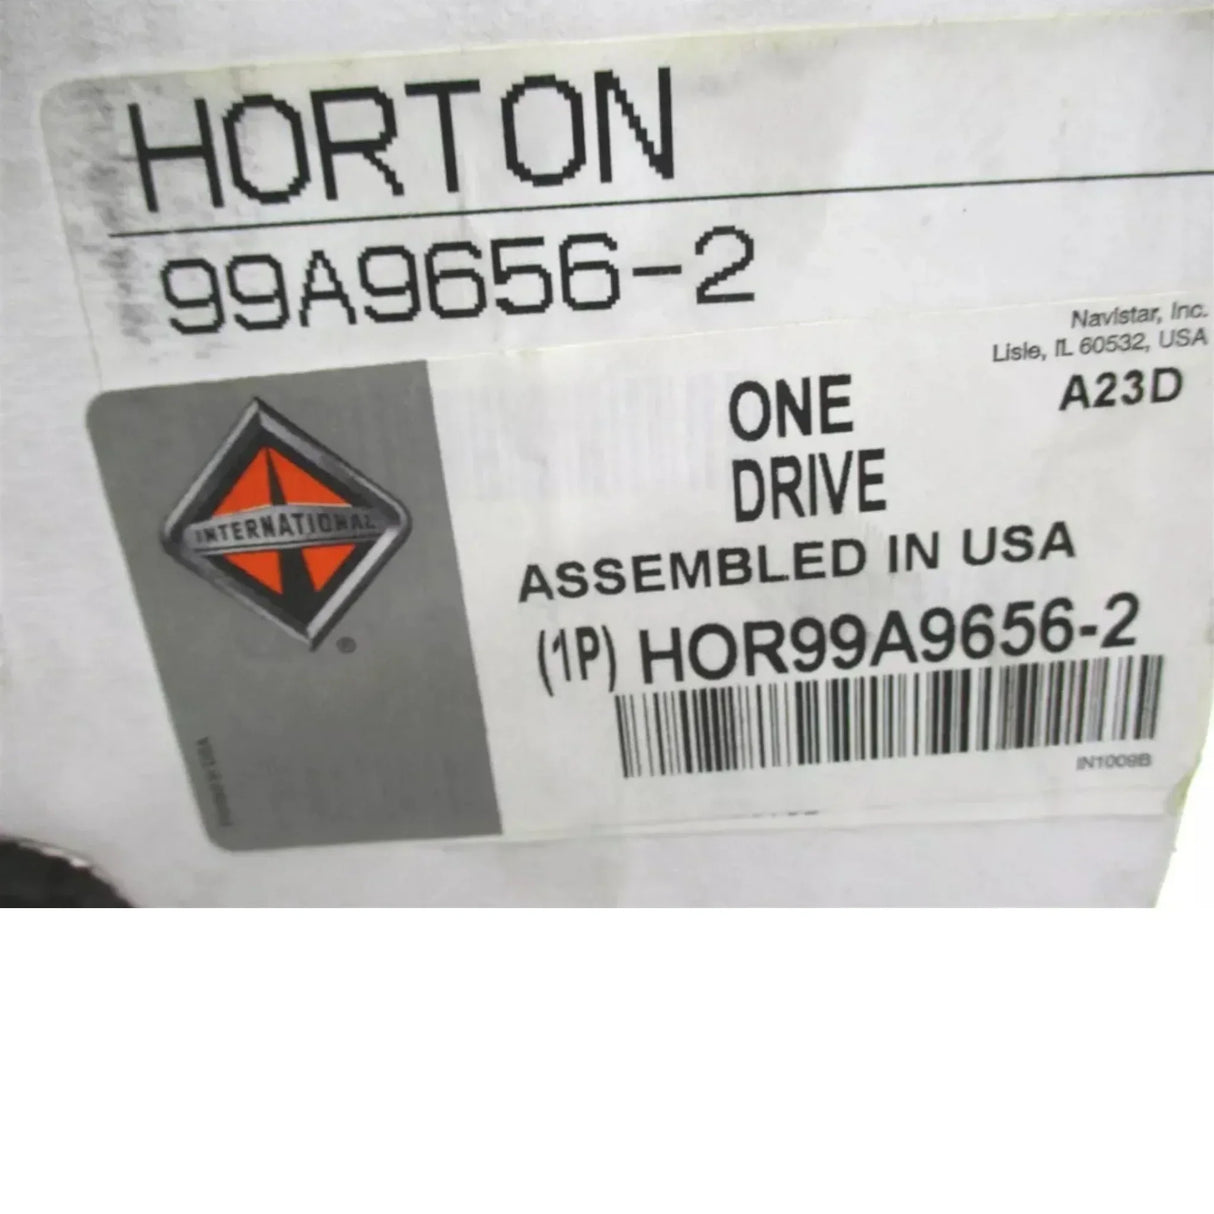 HORTON
99A9656-2
Navistar, Inc.
Lisle, IL 60532, USA
A23D
ONE
DRIVE
INTERNATIONAL
®
ASSEMBLED IN USA
(1P) HOR99A9656-2
IN1009B